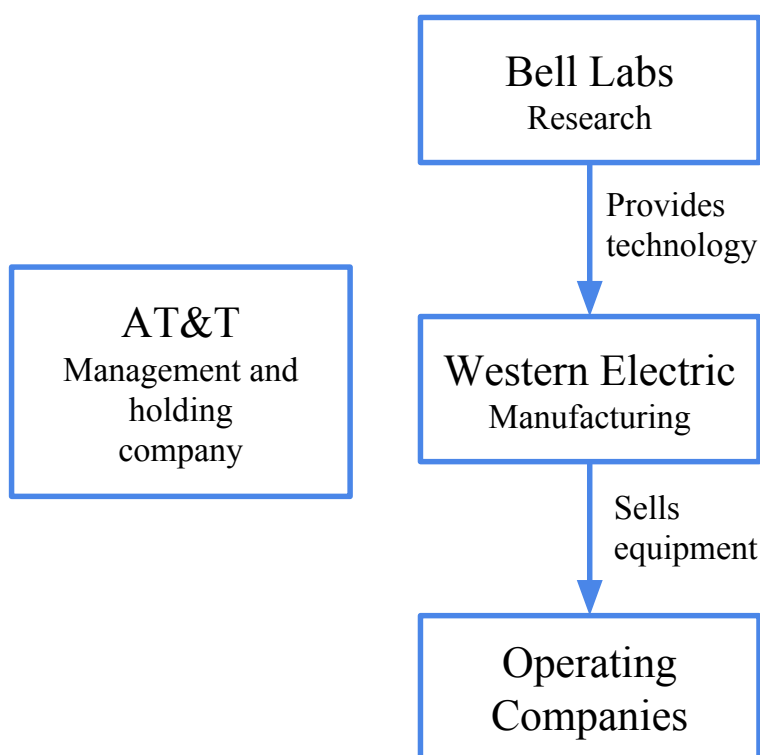 Bell Labs
Research
Provides
technology
AT&T
Management and
holding
company
Western Electric
Manufacturing
Sells
equipment
Operating
Companies